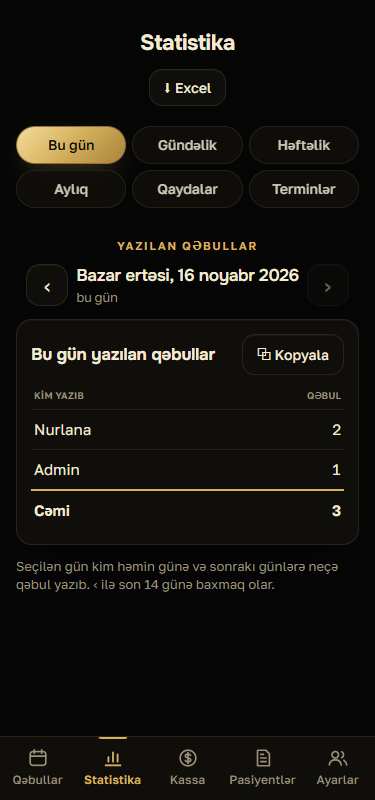 Statistika
⭳ Excel
Bu gün
Gündəlik
Həftəlik
Aylıq
Qaydalar
Terminlər
YAZILAN QƏBULLAR
‹
Bazar ertəsi, 16 noyabr 2026
›
bu gün
Bu gün yazılan qəbullar
Kopyala
KİM YAZIB QƏBUL
Nurlana 2
Admin 1
Cəmi 3
Seçilən gün kim həmin günə və sonrakı günlərə neçə
qəbul yazıb. ‹ ilə son 14 günə baxmaq olar.
Qəbullar
Statistika
Kassa
Pasiyentlər
Ayarlar